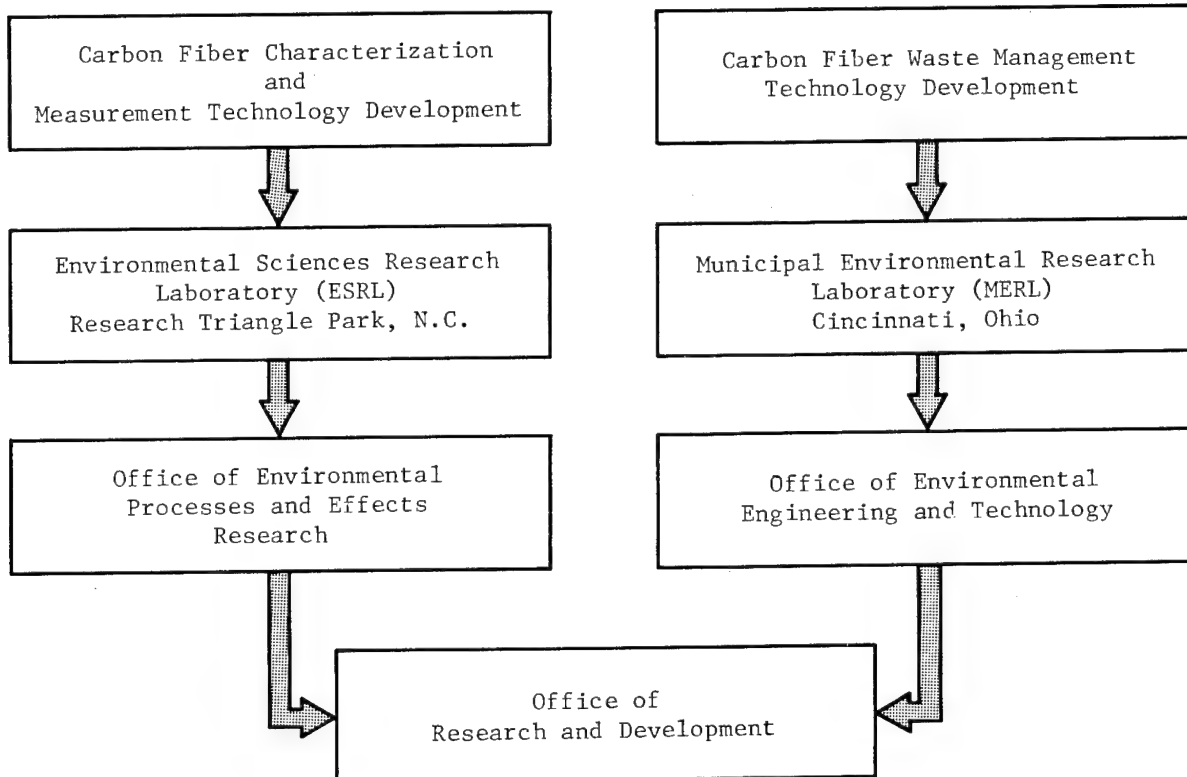 Carbon Fiber Characterization
and
Measurement Technology Development
Carbon Fiber Waste Management
Technology Development
Environmental Sciences Research
Laboratory (ESRL)
Research Triangle Park, N.C.
Municipal Environmental Research
Laboratory (MERL)
Cincinnati, Ohio
Office of Environmental
Processes and Effects
Research
Office of Environmental
Engineering and Technology
Office of
Research and Development